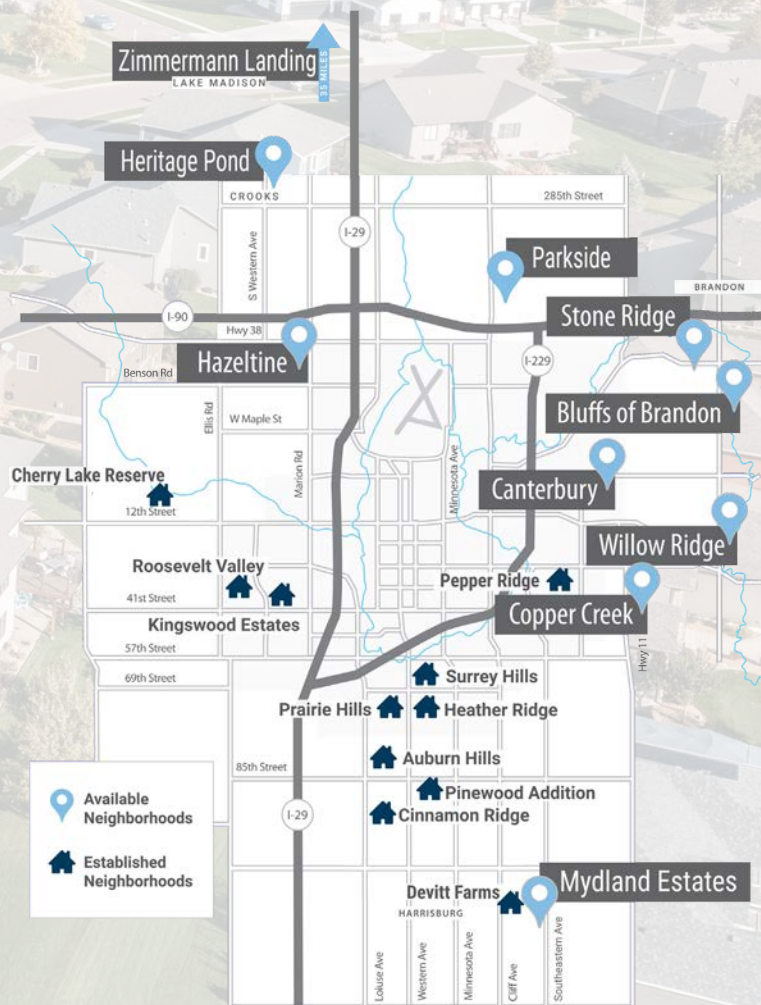 Zimmermann Landing
LAKE MADISON
35 MILES
Heritage Pond
CROOKS
285th Street
S Western Ave
I-29
Parkside
BRANDON
I-90
Stone Ridge
Hwy 38
Hazeltine
I-229
Benson Rd
Bluffs of Brandon
Ellis Rd
W Maple St
Marion Rd
Minnesota Ave
Cherry Lake Reserve
Canterbury
12th Street
Willow Ridge
Roosevelt Valley
Pepper Ridge
41st Street
Copper Creek
Kingswood Estates
57th Street
Hwy 11
69th Street
Surrey Hills
Prairie Hills
Heather Ridge
Auburn Hills
85th Street
Available
Neighborhoods
Pinewood Addition
I-29
Cinnamon Ridge
Established
Neighborhoods
Mydland Estates
Devitt Farms
HARRISBURG
Loluse Ave
Western Ave
Minnesota Ave
Cliff Ave
Southeastern Ave